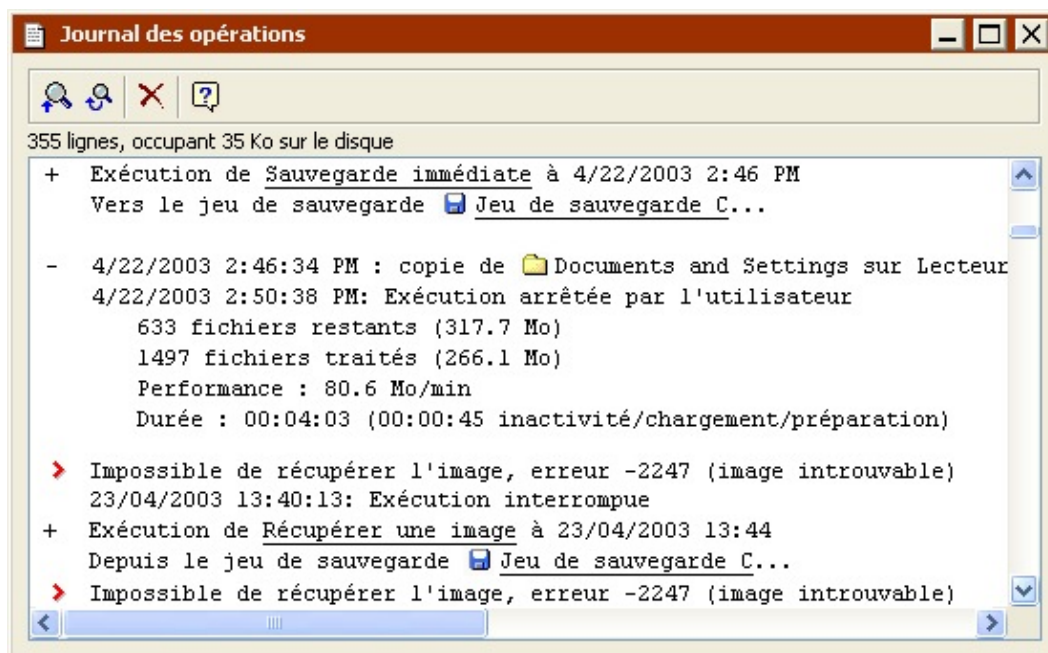 Journal des opérations
355 lignes, occupant 35 Ko sur le disque
+ Exécution de Sauvegarde immédiate à 4/22/2003 2:46 PM
Vers le jeu de sauvegarde Jeu de sauvegarde C...
- 4/22/2003 2:46:34 PM : copie de Documents and Settings sur Lecteur
4/22/2003 2:50:38 PM: Exécution arrêtée par l'utilisateur
633 fichiers restants (317.7 Mo)
1497 fichiers traités (266.1 Mo)
Performance : 80.6 Mo/min
Durée : 00:04:03 (00:00:45 inactivité/chargement/préparation)
Impossible de récupérer l'image, erreur -2247 (image introuvable)
23/04/2003 13:40:13: Exécution interrompue
+ Exécution de Récupérer une image à 23/04/2003 13:44
Depuis le jeu de sauvegarde Jeu de sauvegarde C...
Impossible de récupérer l'image, erreur -2247 (image introuvable)